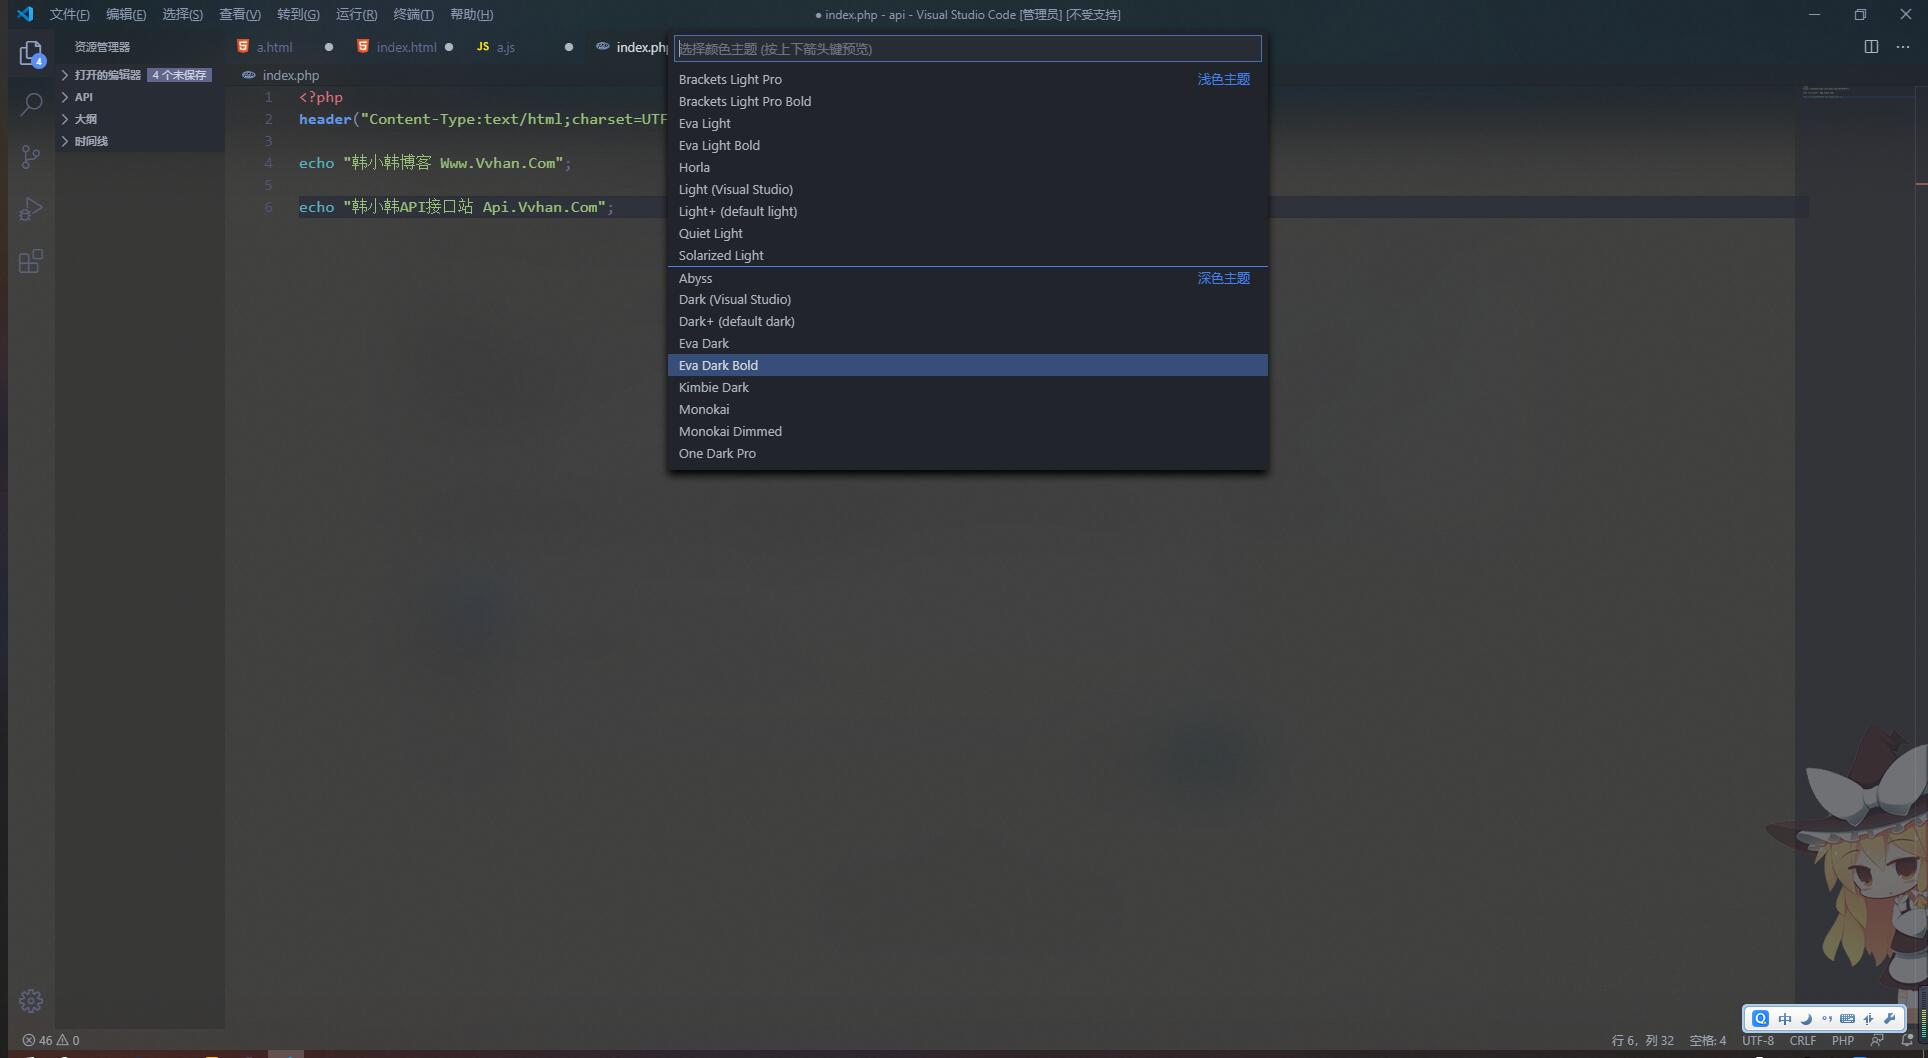 文件(F) 编辑(E) 选择(S) 查看(V) 转到(G) 运行(R) 终端(T) 帮助(H)
● index.php - api - Visual Studio Code [管理员] [不受支持]
资源管理器
a.html ● index.html ● JS a.js ● index.ph
4
打开的编辑器 4 个未保存
API
大纲
时间线
index.php
1 <?php
2 header("Content-Type:text/html;charset=UTF
3
4 echo "韩小韩博客 Www.Vvhan.Com";
5
6 echo "韩小韩API接口站 Api.Vvhan.Com";
选择颜色主题 (按上下箭头键预览)
Brackets Light Pro 浅色主题
Brackets Light Pro Bold
Eva Light
Eva Light Bold
Horla
Light (Visual Studio)
Light+ (default light)
Quiet Light
Solarized Light
Abyss 深色主题
Dark (Visual Studio)
Dark+ (default dark)
Eva Dark
Eva Dark Bold
Kimbie Dark
Monokai
Monokai Dimmed
One Dark Pro
中
46 0
行 6，列 32 空格: 4 UTF-8 CRLF PHP